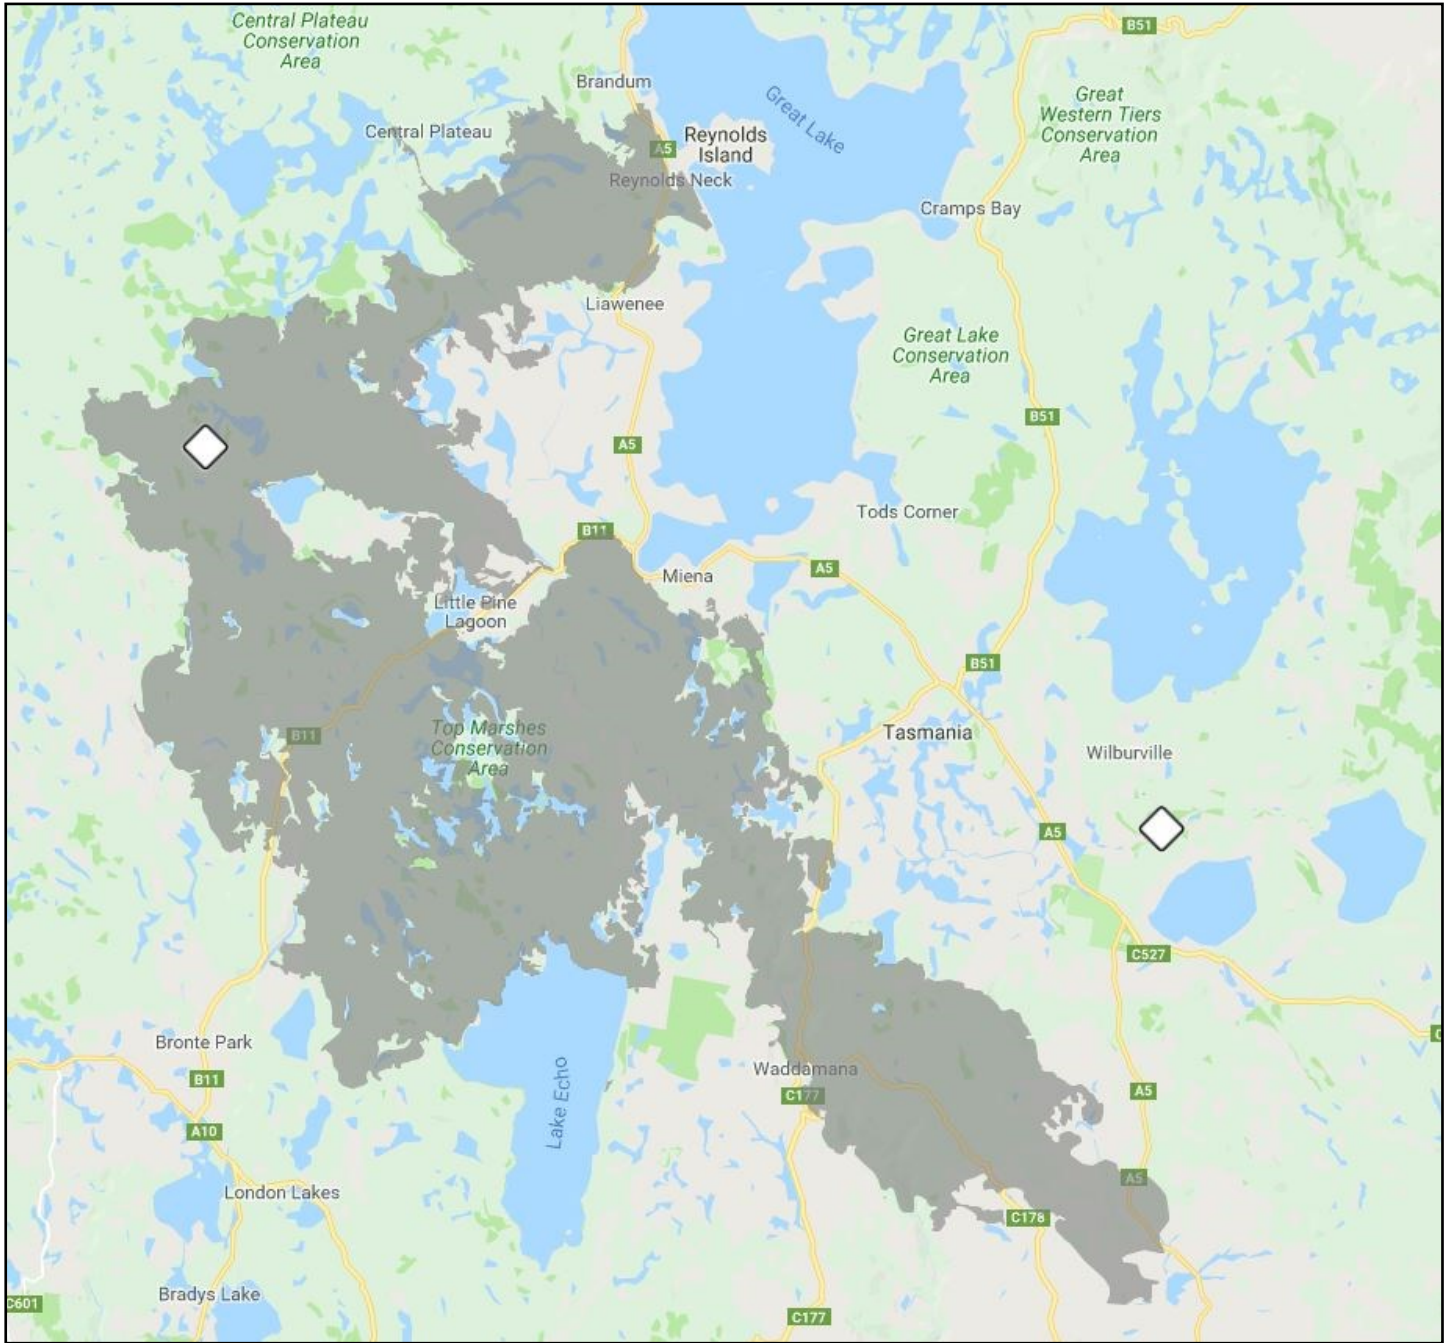 Central Plateau
Conservation
Area
B51
Brandum
Great Lake
Great
Western Tiers
Conservation
Area
Central Plateau
A5
Reynolds
Island
Reynolds Neck
Cramps Bay
Liawenee
Great Lake
Conservation
Area
B51
A5
Tods Corner
B11
Miena
A5
Little Pine
Lagoon
B51
B11
Top Marshes
Conservation
Area
Tasmania
Wilburville
A5
C527
Bronte Park
Lake Echo
Waddamana
B11
C177
A5
A10
A5
London Lakes
C178
Bradys Lake
C601
C177